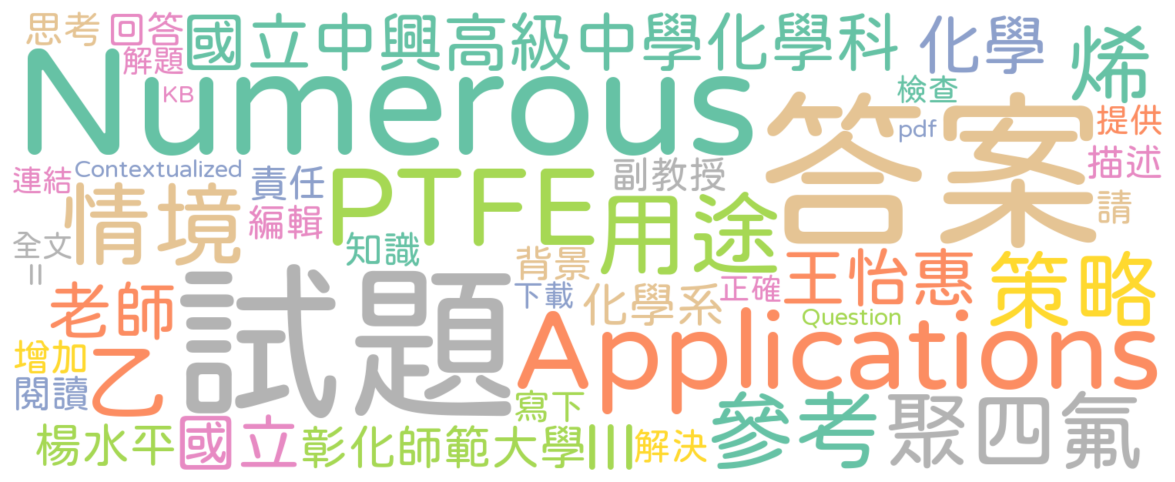 思考 回答 國立中興高級中學化學科 化學 烯
解題
KB
Numerous
答案
檢查
pdf
提供
描述
連結
Contextualized
責任
情境
編輯
PTFE
副教授
用途
請
全文
II
知識
背景
下載
化學系
正確
王怡惠
策略
老師
試題
Applications
Question
增加
閱讀
乙
寫下
楊水平
國立
彰化師範大學
III
解決
參考
聚四氟